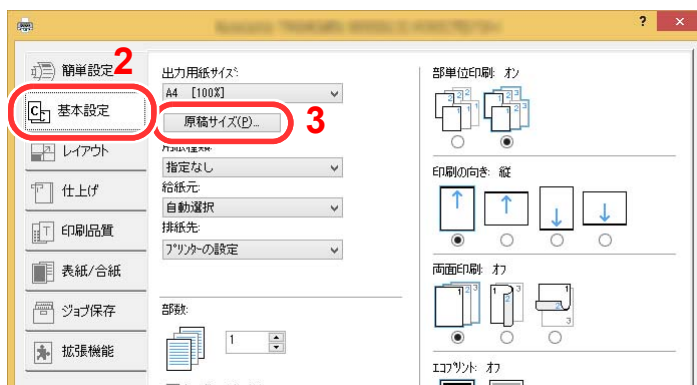 ? ×
簡単設定
2
基本設定
レイアウト
仕上げ
印刷品質
表紙/合紙
ジョブ保存
拡張機能
出力用紙サイズ:
A4 [100%]
原稿サイズ(P)...
3
用紙種類:
指定なし
給紙元:
自動選択
排紙先:
プリンターの設定
部数:
1
部単位印刷: オン
印刷の向き: 縦
両面印刷: オフ
エコプリント: オフ